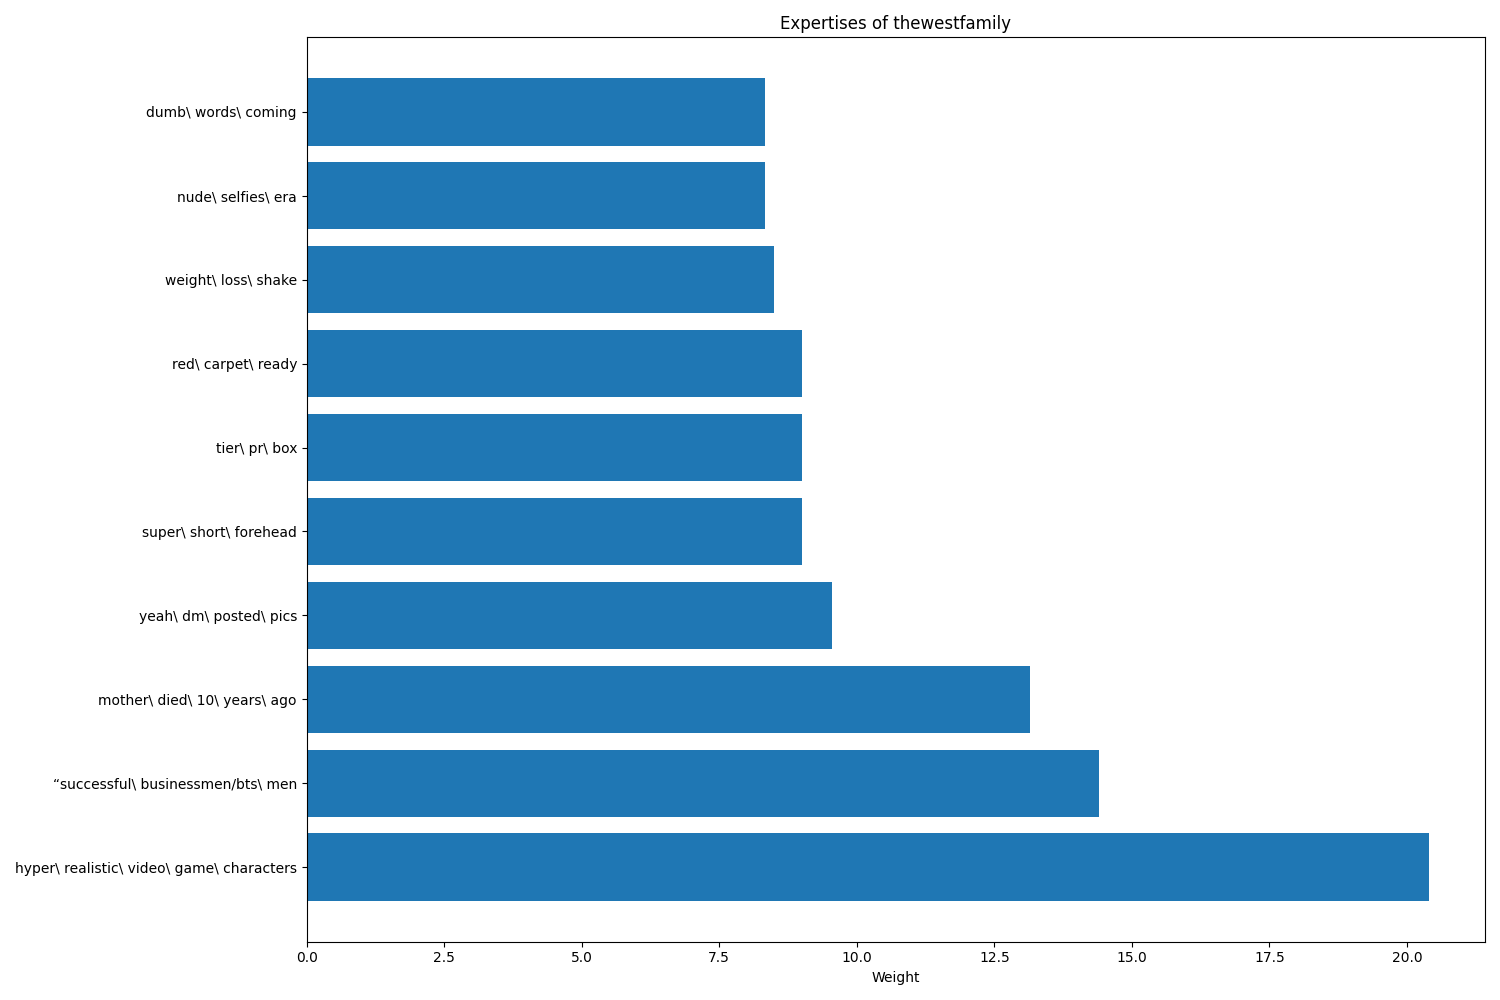 Expertises of thewestfamily
dumb\ words\ coming
nude\ selfies\ era
weight\ loss\ shake
red\ carpet\ ready
tier\ pr\ box
super\ short\ forehead
yeah\ dm\ posted\ pics
mother\ died\ 10\ years\ ago
“successful\ businessmen/bts\ men
hyper\ realistic\ video\ game\ characters
0.0 2.5 5.0 7.5 10.0 12.5 15.0 17.5 20.0
Weight